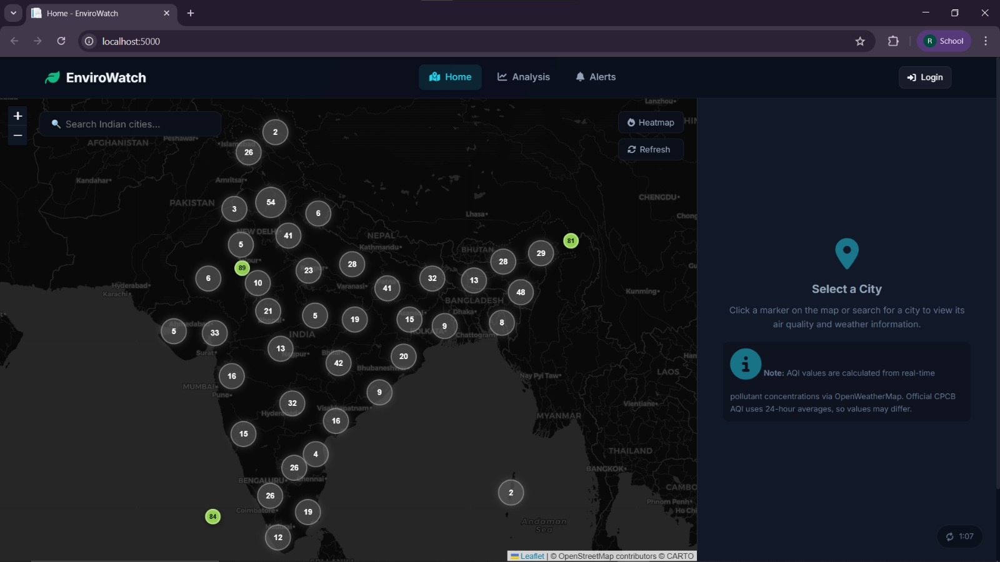 Home - EnviroWatch
localhost:5000
R School
EnviroWatch
Home
Analysis
Alerts
Login
+
−
Search Indian cities...
Heatmap
Refresh
Lanzhou
2
Peshawar
AFGHANISTAN
Islamabad
26
Kandahar
Amritsar
PAKISTAN
3
54
6
CHENGDU
Lhasa
Chong
NEW DELHI
41
5
NEPAL
Kathmandu
81
BHUTAN
29
28
89
6
10
23
28
32
13
Hyderabad
Karachi
Varanasi
41
48
Kunming
BANGLADESH
21
5
19
15
Dhaka
9
8
KOLKATA
Chattogram
5
Ahmedabad
33
INDIA
13
Nagpur
Surat
42
20
Bhubaneshwar
16
Nay Pyi Taw
LAOS
MUMBAI
Pune
9
32
Hyderabad
Visakhapatnam
Vientiane
16
MYANMAR
15
4
THAILAND
26
BANGKOK
BENGALURU
Chennai
26
2
CAMBO
Phnom Penh
84
Coimbatore
19
Ho Chi
Andaman
Sea
Madurai
12
Leaflet | © OpenStreetMap contributors © CARTO
Select a City
Click a marker on the map or search for a city to view its
air quality and weather information.
Note: AQI values are calculated from real-time
pollutant concentrations via OpenWeatherMap. Official CPCB
AQI uses 24-hour averages, so values may differ.
1:07